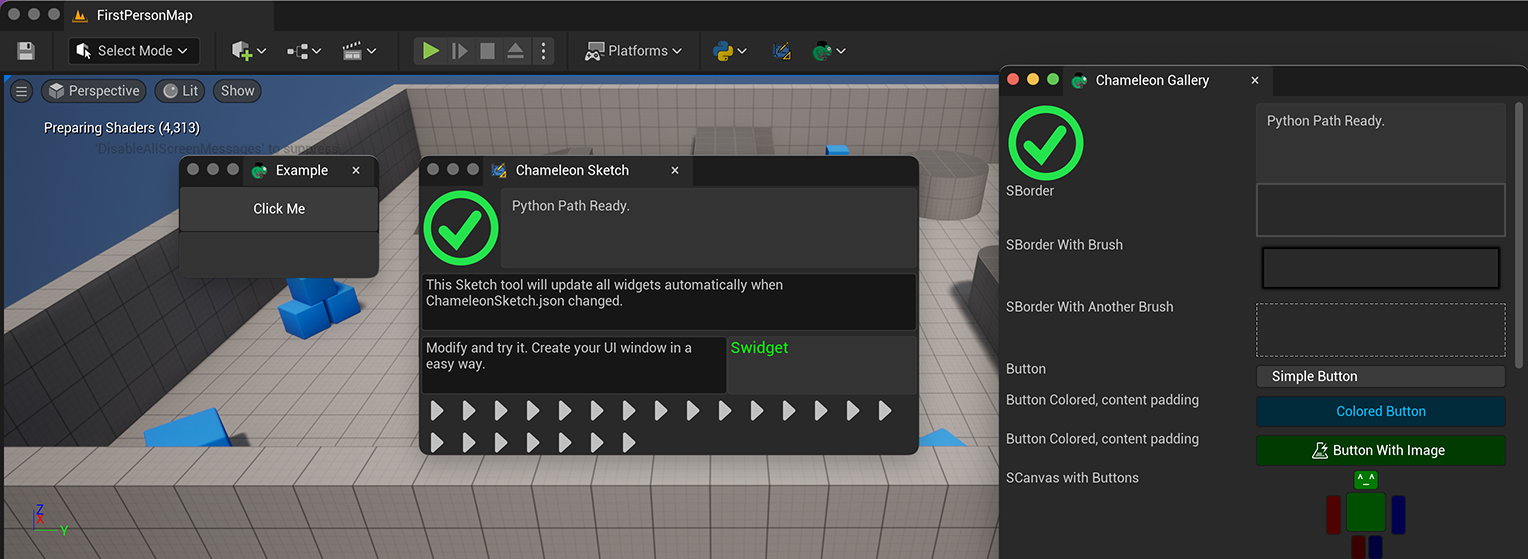 FirstPersonMap
Select Mode
Platforms
Perspective
Lit
Show
Preparing Shaders (4,313)
'DisableAllScreenMessages' to suppress
Example
Click Me
Chameleon Sketch
Python Path Ready.
This Sketch tool will update all widgets automatically when
ChameleonSketch.json changed.
Modify and try it. Create your UI window in a
easy way.
Swidget
Chameleon Gallery
Python Path Ready.
SBorder
SBorder With Brush
SBorder With Another Brush
Button
Simple Button
Button Colored, content padding
Colored Button
Button Colored, content padding
Button With Image
SCanvas with Buttons
^_^
Z
X
Y